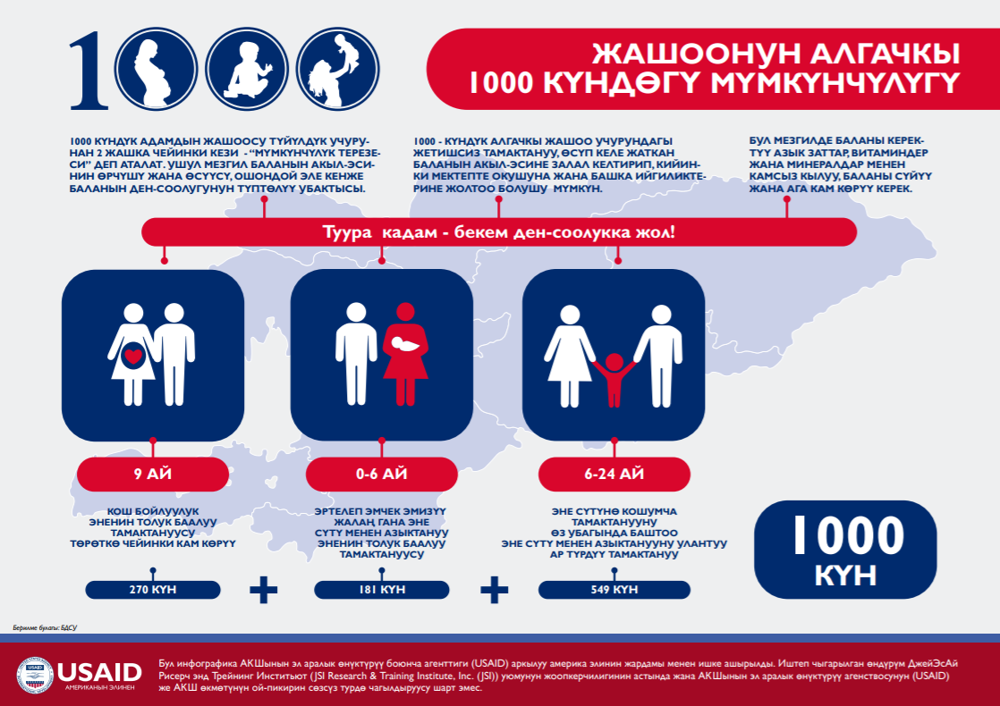 1000
ЖАШООНУН АЛГАЧКЫ
1000 КҮНДӨГҮ МҮМКҮНЧҮЛҮГҮ
1000 КҮНДҮК АДАМДЫН ЖАШООСУ ТҮЙҮЛДҮК УЧУРУ-
НАН 2 ЖАШКА ЧЕЙИНКИ КЕЗИ - “МҮМКҮНЧҮЛҮК ТЕРЕЗЕ-
СИ” ДЕП АТАЛАТ. УШУЛ МЕЗГИЛ БАЛАНЫН АКЫЛ-ЭСИ-
НИН ӨРЧҮШҮ ЖАНА ӨСҮҮСҮ, ОШОНДОЙ ЭЛЕ КЕНЖЕ
БАЛАНЫН ДЕН-СООЛУГУНУН ТҮПТӨЛҮҮ УБАКТЫСЫ.
1000 - КҮНДҮК АЛГАЧКЫ ЖАШОО УЧУРУНДАГЫ
ЖЕТИШСИЗ ТАМАКТАНУУ, ӨСҮП КЕЛЕ ЖАТКАН
БАЛАНЫН АКЫЛ-ЭСИНЕ ЗАЛАЛ КЕЛТИРИП, КИЙИН-
КИ МЕКТЕПТЕ ОКУШУНА ЖАНА БАШКА ИЙГИЛИКТЕ-
РИНЕ ЖОЛТОО БОЛУШУ МҮМКҮН.
БУЛ МЕЗГИЛДЕ БАЛАНЫ КЕРЕК-
ТҮҮ АЗЫК ЗАТТАР, ВИТАМИНДЕР
ЖАНА МИНЕРАЛДАР МЕНЕН
КАМСЫЗ КЫЛУУ, БАЛАНЫ СҮЙҮҮ
ЖАНА АГА КАМ КӨРҮҮ КЕРЕК.
Туура кадам - бекем ден-соолукка жол!
9 АЙ
КОШ БОЙЛУУЛУК
ЭНЕНИН ТОЛУК БААЛУУ
ТАМАКТАНУУСУ
ТӨРӨТКӨ ЧЕЙИНКИ КАМ КӨРҮҮ
270 КҮН
+
0-6 АЙ
ЭРТЕЛЕП ЭМЧЕК ЭМИЗҮҮ
ЖАЛАҢ ГАНА ЭНЕ
СҮТҮ МЕНЕН АЗЫКТАНУУ
ЭНЕНИН ТОЛУК БААЛУУ
ТАМАКТАНУУСУ
181 КҮН
+
6-24 АЙ
ЭНЕ СҮТҮНӨ КОШУМЧА
ТАМАКТАНУУНУ
ӨЗ УБАГЫНДА БАШТОО
ЭНЕ СҮТҮ МЕНЕН АЗЫКТАНУУНУ УЛАНТУУ
АР ТҮРДҮҮ ТАМАКТАНУУ
549 КҮН
1000
КҮН
Берилме булагы: БДСУ
USAID
АМЕРИКАНЫН ЭЛИНЕН
Бул инфографика АКШынын эл аралык өнүктүрүү боюнча агенттиги (USAID) аркылуу америка элинин жардамы менен ишке ашырылды. Иштеп чыгарылган өндүрүм ДжейЭсАй
Рисерч энд Трейнинг Институют (JSI Research & Training Institute, Inc. (JSI)) уюмунун жоопкерчилигинин астында жана АКШынын эл аралык өнүктүрүү агенствосунун (USAID)
же АКШ өкмөтүнүн ой-пикирин сөзсүз түрдө чагылдыруусу шарт эмес.